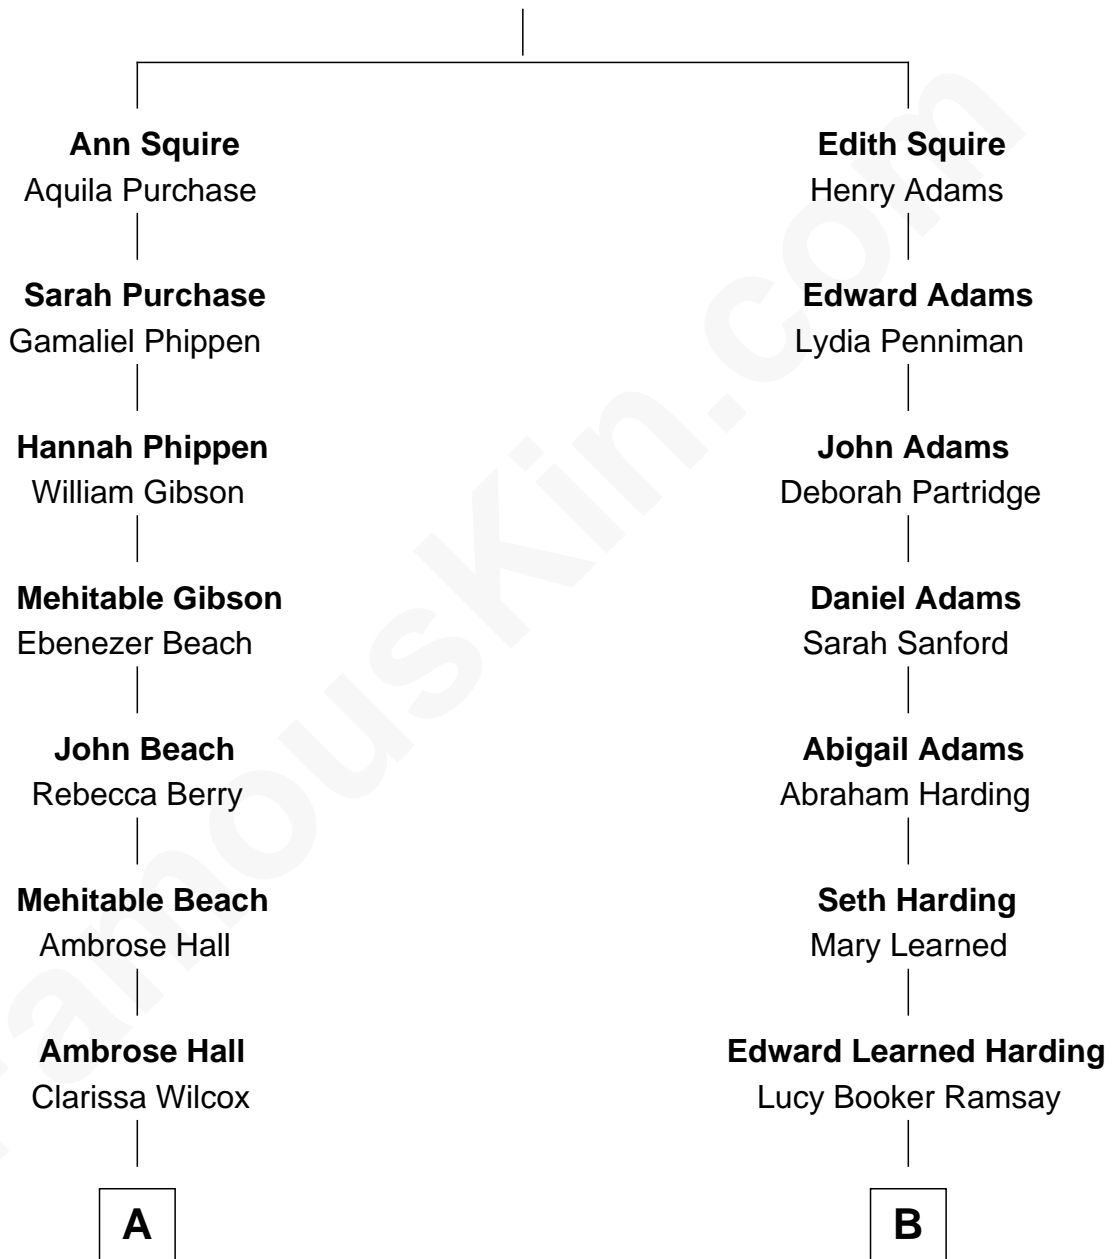 Ann Squire
Aquila Purchase
Sarah Purchase
Gamaliel Phippen
Hannah Phippen
William Gibson
Mehitable Gibson
Ebenezer Beach
John Beach
Rebecca Berry
Mehitable Beach
Ambrose Hall
Ambrose Hall
Clarissa Wilcox
A
Edith Squire
Henry Adams
Edward Adams
Lydia Penniman
John Adams
Deborah Partridge
Daniel Adams
Sarah Sanford
Abigail Adams
Abraham Harding
Seth Harding
Mary Learned
Edward Learned Harding
Lucy Booker Ramsay
B
FamousKin.com